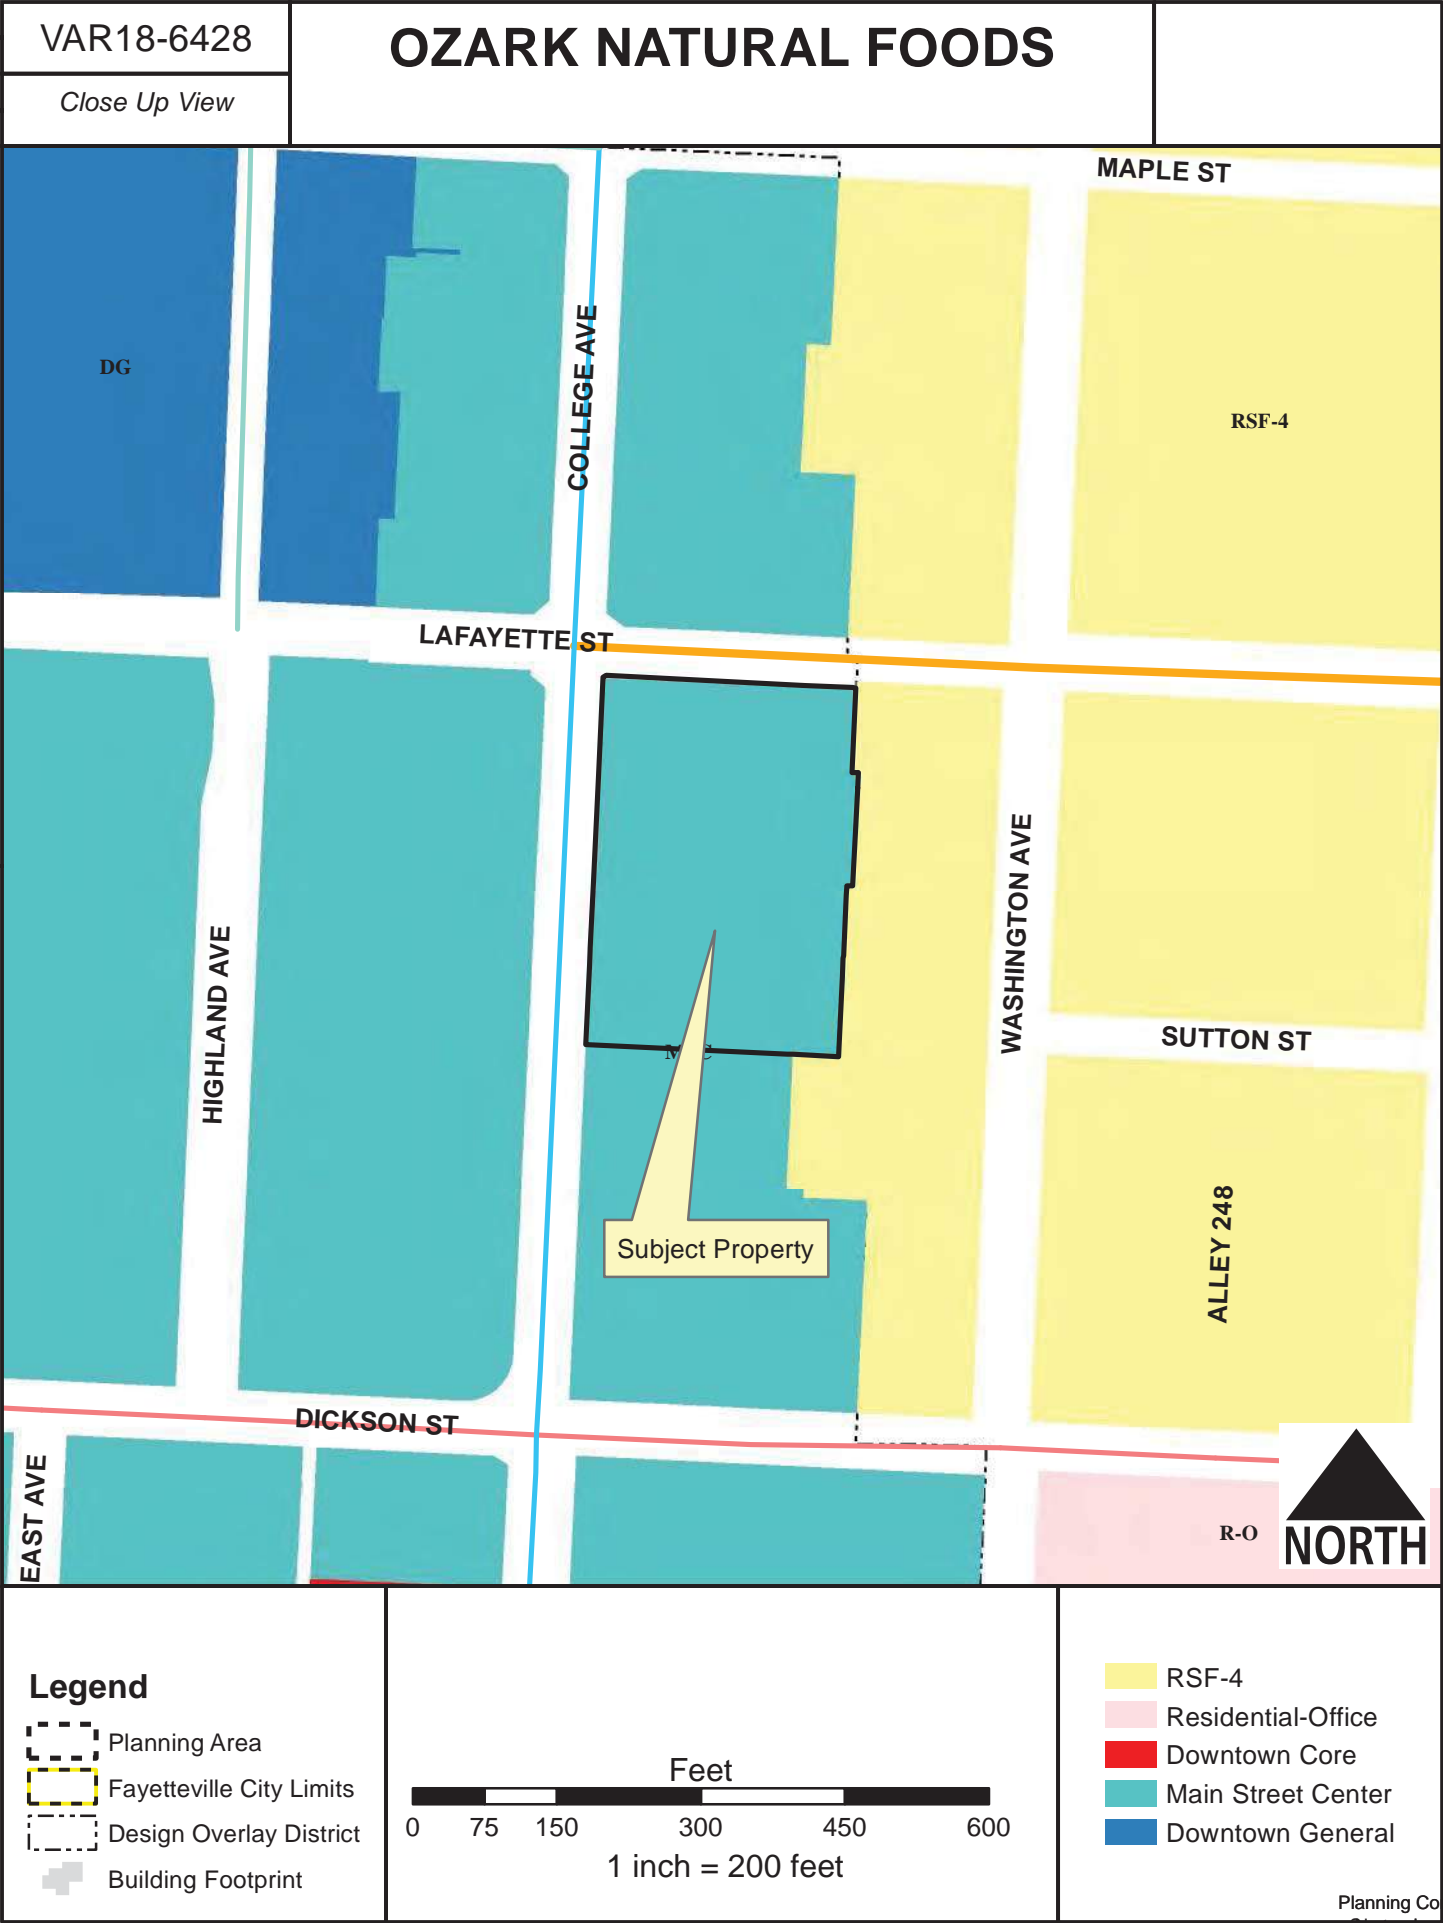 VAR18-6428
OZARK NATURAL FOODS
Close Up View
MAPLE ST
COLLEGE AVE
DG
RSF-4
LAFAYETTE ST
WASHINGTON AVE
HIGHLAND AVE
SUTTON ST
Subject Property
ALLEY 248
DICKSON ST
EAST AVE
R-O
NORTH
Legend
Planning Area
Fayetteville City Limits
Design Overlay District
Building Footprint
Feet
0 75 150 300 450 600
1 inch = 200 feet
RSF-4
Residential-Office
Downtown Core
Main Street Center
Downtown General
Planning Co